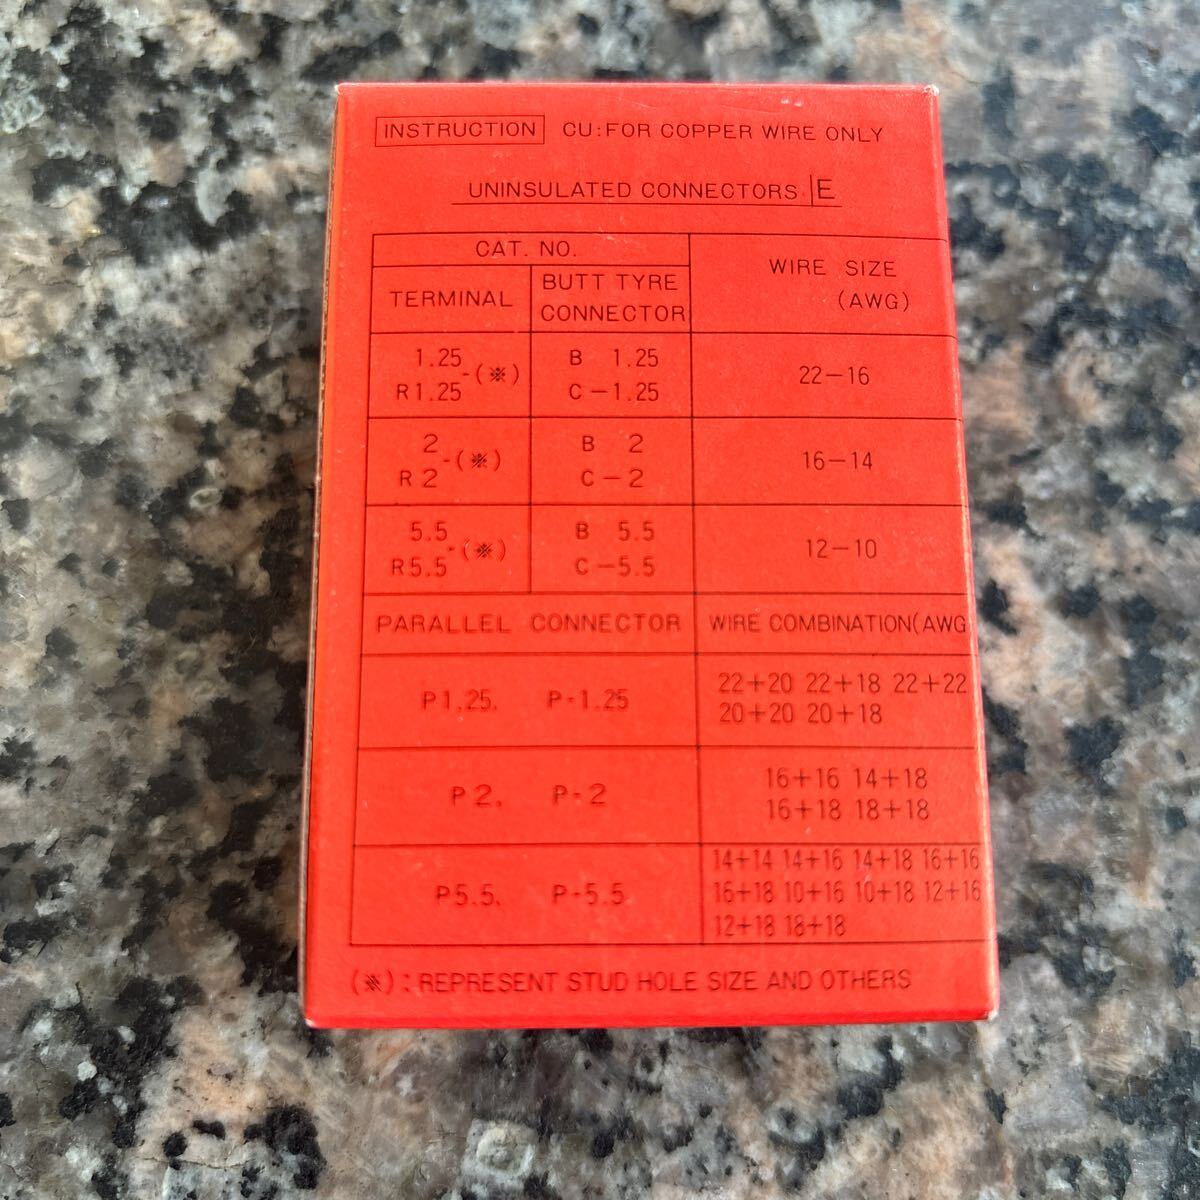 INSTRUCTION CU:FOR COPPER WIRE ONLY
UNINSULATED CONNECTORS. E
CAT. NO.
WIRE SIZE
(AWG)
TERMINAL
BUTT TYRE
CONNECTOR
1.25
R1.25 -(※)
B 1.25
C-1.25
22-16
2
R2 -(※)
B 2
C-2
16-14
5.5
R5.5 -(※)
B 5.5
C-5.5
12-10
PARALLEL CONNECTOR WIRE COMBINATION(AWG
P1.25, P-1.25
22+20 22+18 22+22
20+20 20+18
P2, P-2
16+16 14+18
16+18 18+18
P5.5, P-5.5
14+14 14+16 14+18 16+16
16+18 10+16 10+18 12+16
12+18 18+18
(※):REPRESENT STUD HOLE SIZE AND OTHERS